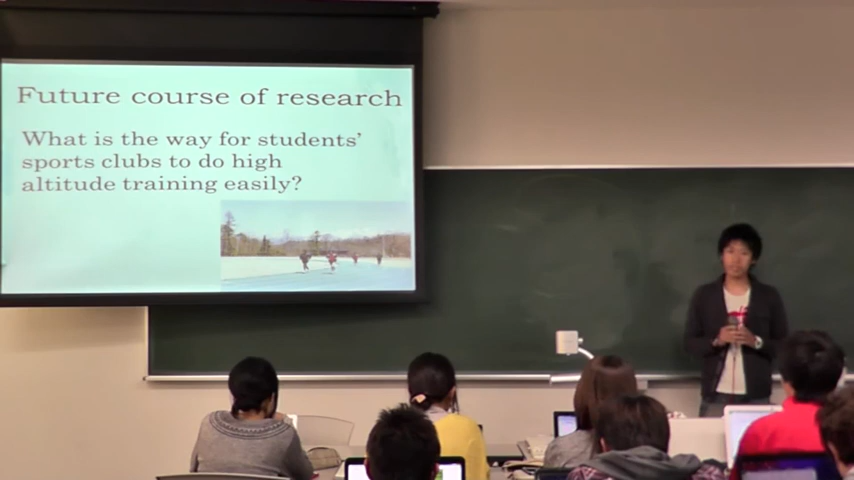 Future course of research
What is the way for students'
sports clubs to do high
altitude training easily?